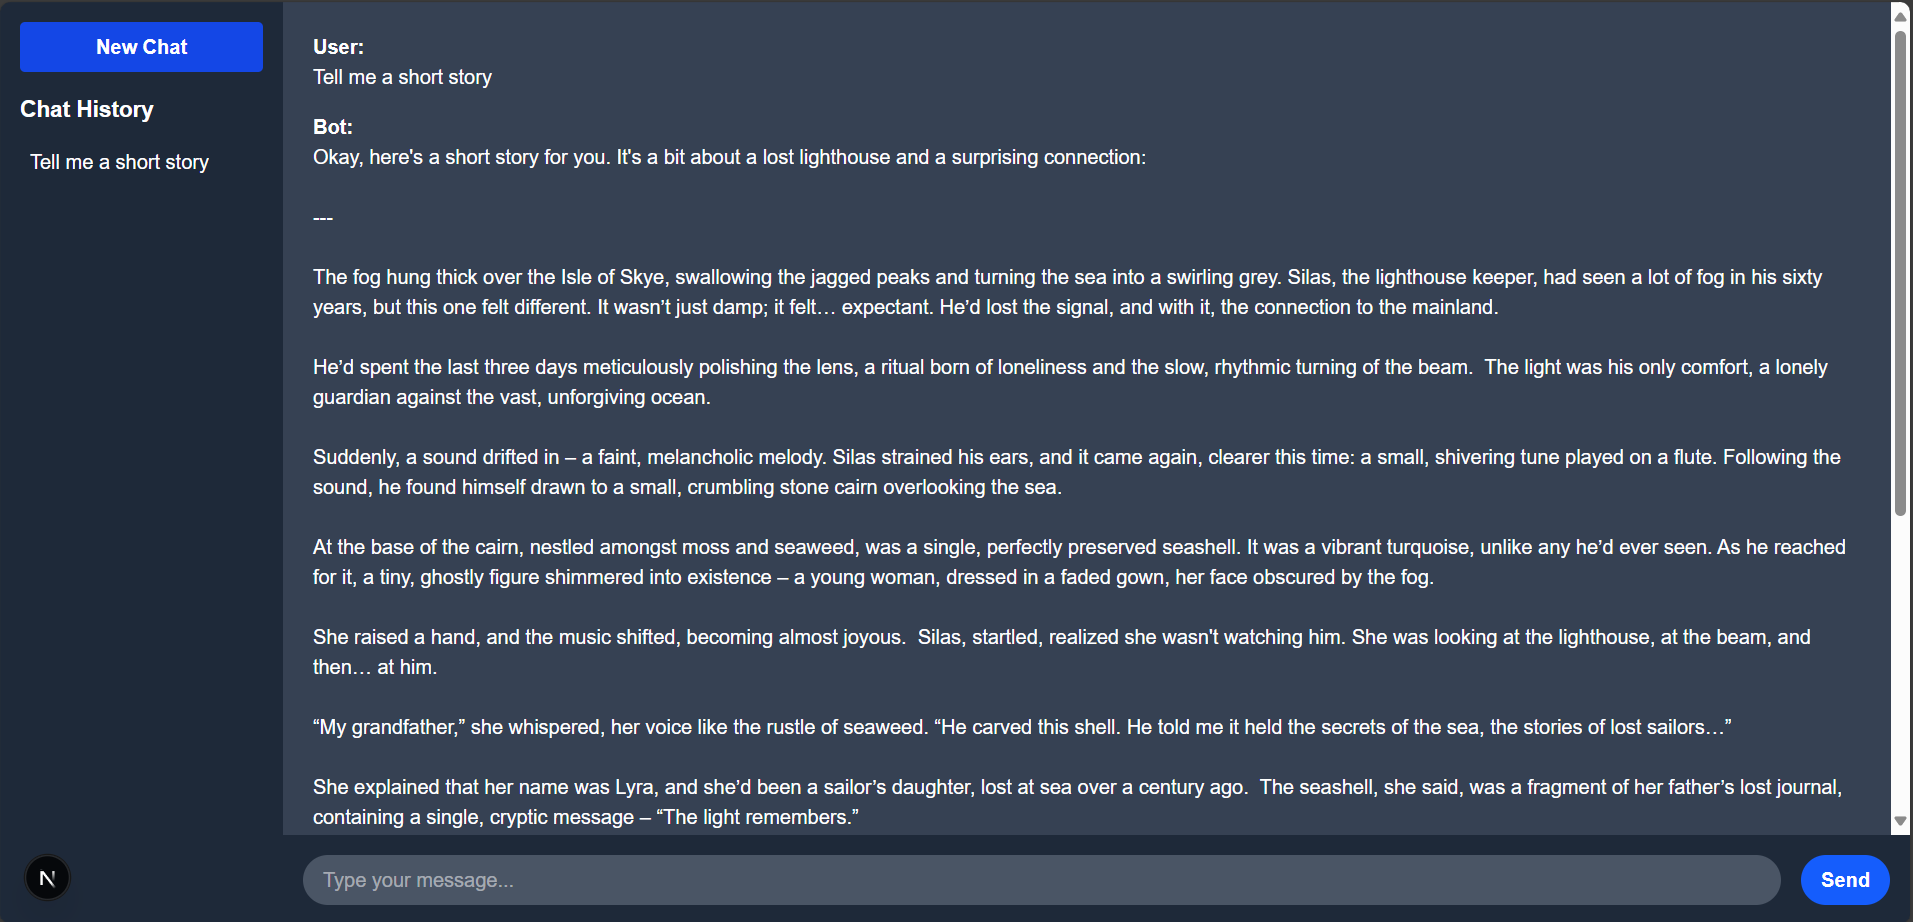 New Chat
Chat History
Tell me a short story
User:
Tell me a short story
Bot:
Okay, here's a short story for you. It's a bit about a lost lighthouse and a surprising connection:
---
The fog hung thick over the Isle of Skye, swallowing the jagged peaks and turning the sea into a swirling grey. Silas, the lighthouse keeper, had seen a lot of fog in his sixty
years, but this one felt different. It wasn’t just damp; it felt… expectant. He’d lost the signal, and with it, the connection to the mainland.
He’d spent the last three days meticulously polishing the lens, a ritual born of loneliness and the slow, rhythmic turning of the beam.  The light was his only comfort, a lonely
guardian against the vast, unforgiving ocean.
Suddenly, a sound drifted in – a faint, melancholic melody. Silas strained his ears, and it came again, clearer this time: a small, shivering tune played on a flute. Following the
sound, he found himself drawn to a small, crumbling stone cairn overlooking the sea.
At the base of the cairn, nestled amongst moss and seaweed, was a single, perfectly preserved seashell. It was a vibrant turquoise, unlike any he’d ever seen. As he reached
for it, a tiny, ghostly figure shimmered into existence – a young woman, dressed in a faded gown, her face obscured by the fog.
She raised a hand, and the music shifted, becoming almost joyous.  Silas, startled, realized she wasn't watching him. She was looking at the lighthouse, at the beam, and
then… at him.
“My grandfather,” she whispered, her voice like the rustle of seaweed. “He carved this shell. He told me it held the secrets of the sea, the stories of lost sailors…”
She explained that her name was Lyra, and she’d been a sailor’s daughter, lost at sea over a century ago.  The seashell, she said, was a fragment of her father’s lost journal,
containing a single, cryptic message – “The light remembers.”
N
Type your message...
Send